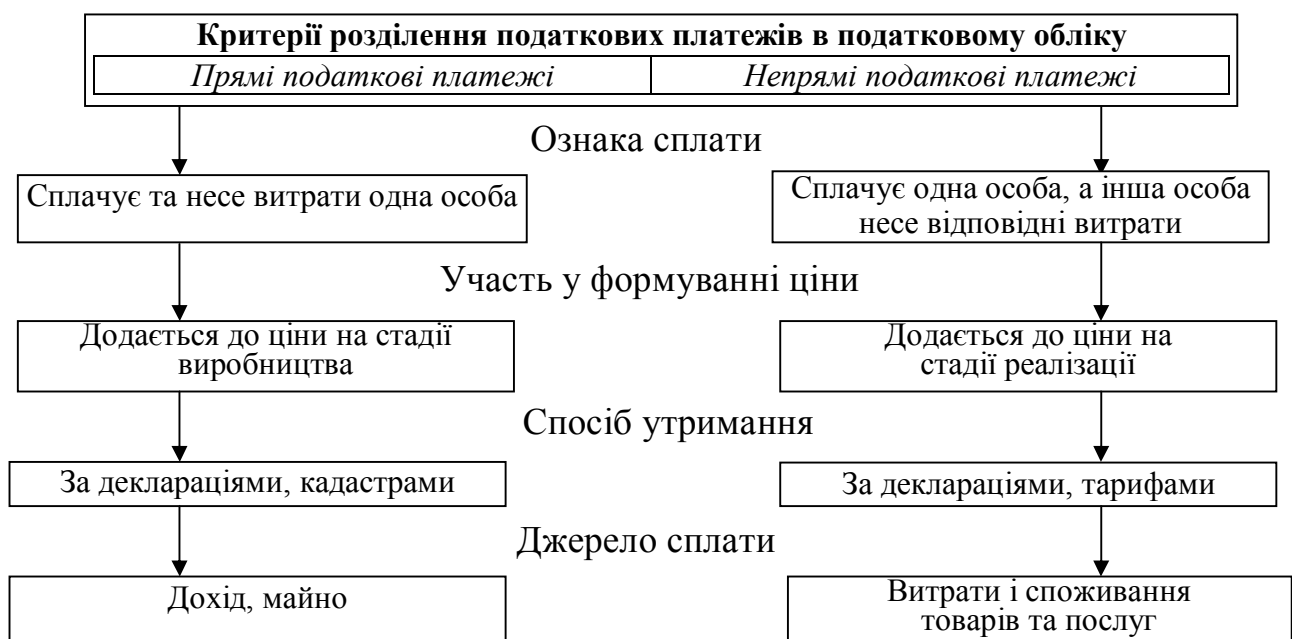 Критерії розділення податкових платежів в податковому обліку
Прямі податкові платежі
Непрямі податкові платежі
Ознака сплати
Сплачує та несе витрати одна особа
Сплачує одна особа, а інша особа
несе відповідні витрати
Участь у формуванні ціни
Додається до ціни на стадії
виробництва
Додається до ціни на
стадії реалізації
Спосіб утримання
За деклараціями, кадастрами
За деклараціями, тарифами
Джерело сплати
Дохід, майно
Витрати і споживання
товарів та послуг